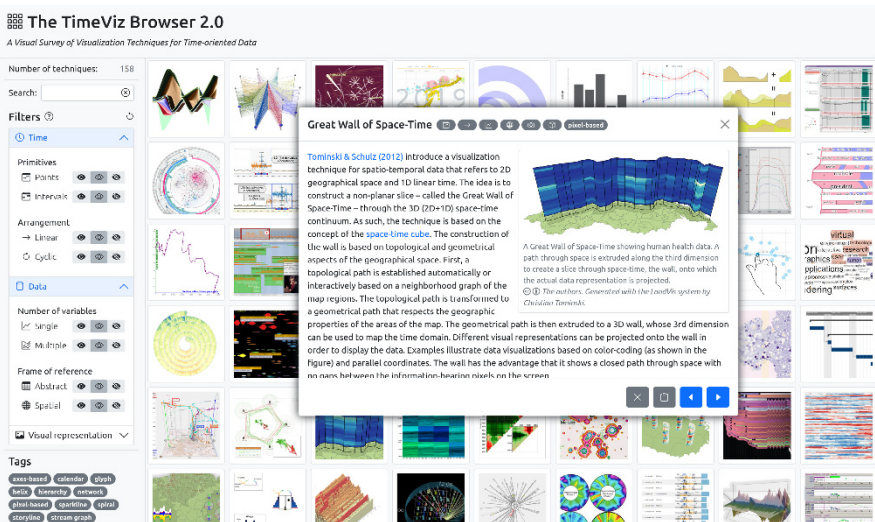 The TimeViz Browser 2.0
A Visual Survey of Visualization Techniques for Time-oriented Data
Number of techniques: 158
Search:
Filters
Time
Primitives
Points
Intervals
Arrangement
Linear
Cyclic
Data
Number of variables
Single
Multiple
Frame of reference
Abstract
Spatial
Visual representation
Tags
axes-based calendar glyph
helix hierarchy network
pixel-based sparkline spiral
storyline stream graph
Great Wall of Space-Time pixel-based
Tominski & Schulz (2012) introduce a visualization
technique for spatio-temporal data that refers to 2D
geographical space and 1D linear time. The idea is to
construct a non-planar slice – called the Great Wall of
Space-Time – through the 3D (2D+1D) space-time
continuum. As such, the technique is based on the
concept of the space-time cube. The construction of
the wall is based on topological and geometrical
aspects of the geographical space. First, a
topological path is established automatically or
interactively based on a neighborhood graph of the
map regions. The topological path is transformed to
a geometrical path that respects the geographic
properties of the areas of the map. The geometrical path is then extruded to a 3D wall, whose 3rd dimension
can be used to map the time domain. Different visual representations can be projected onto the wall in
order to display the data. Examples illustrate data visualizations based on color-coding (as shown in the
figure) and parallel coordinates. The wall has the advantage that it shows a closed path through space with
no gaps between the information-bearing pixels on the screen.
A Great Wall of Space-Time showing human health data. A
path through space is extruded along the third dimension
to create a slice through space-time, the wall, onto which
the actual data representation is projected.
The authors. Generated with the LandVis system by
Christian Tominski.
2019
virtual
research
applications